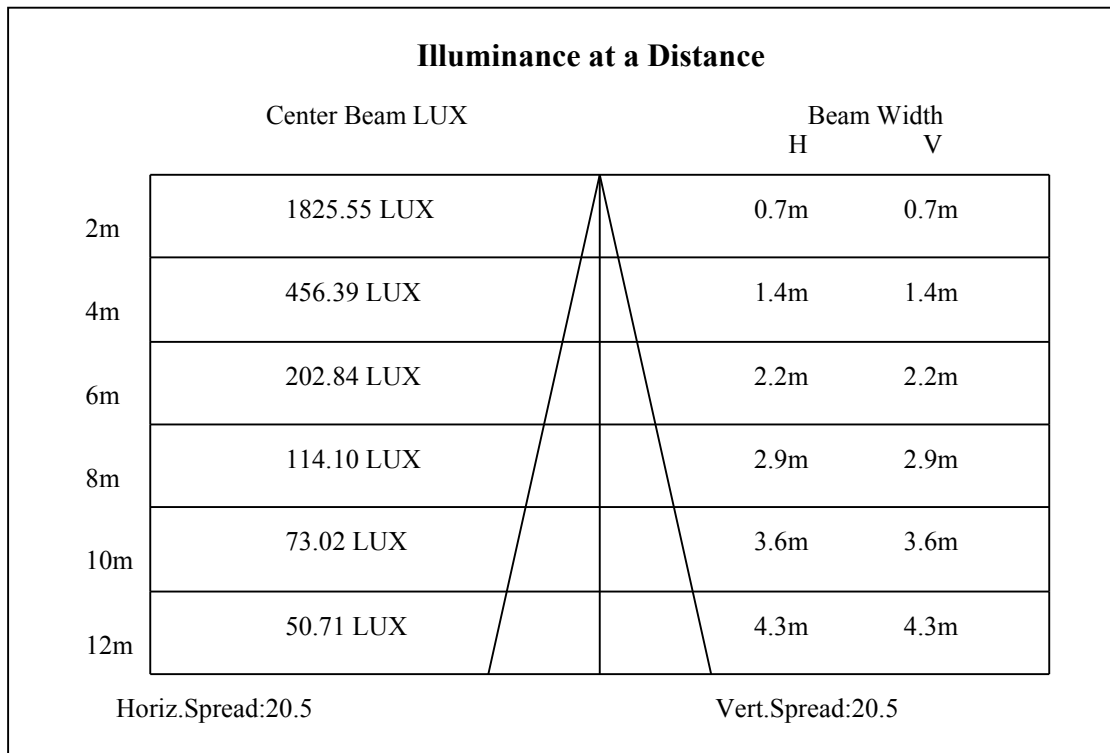 Illuminance at a Distance
Center Beam LUX Beam Width
H V
2m 1825.55 LUX 0.7m 0.7m
4m 456.39 LUX 1.4m 1.4m
6m 202.84 LUX 2.2m 2.2m
8m 114.10 LUX 2.9m 2.9m
10m 73.02 LUX 3.6m 3.6m
12m 50.71 LUX 4.3m 4.3m
Horiz.Spread:20.5 Vert.Spread:20.5